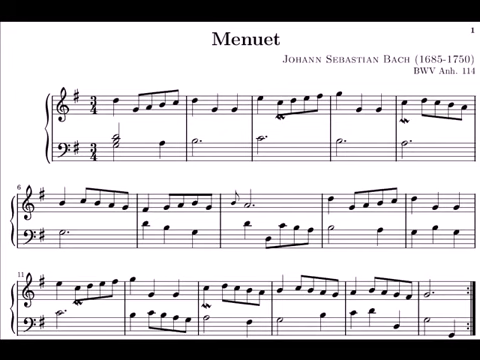 1
Menuet
Johann Sebastian Bach (1685-1750)
BWV Anh. 114
3
4
3
4
6
11